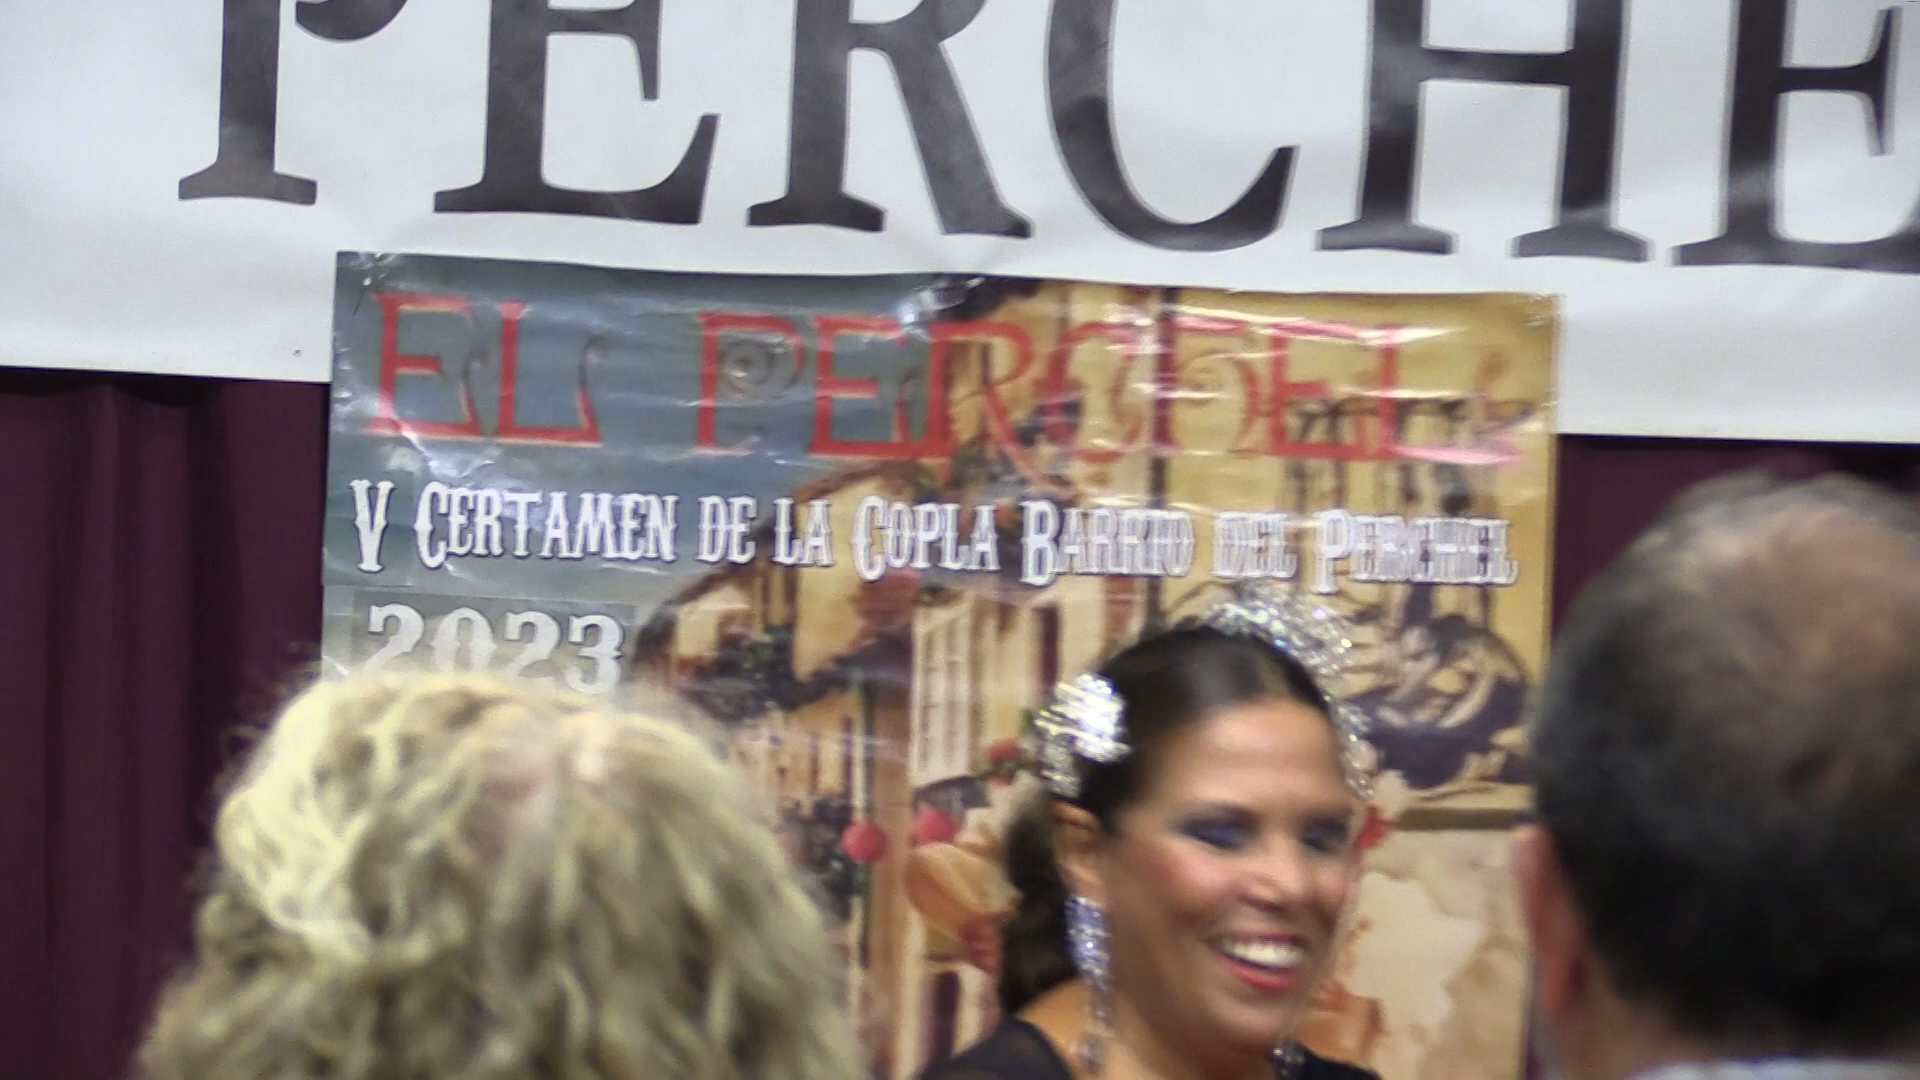 PERCHE
EL PERCHEL
V CERTAMEN DE LA COPLA BARRIO DEL PERCHEL
2023